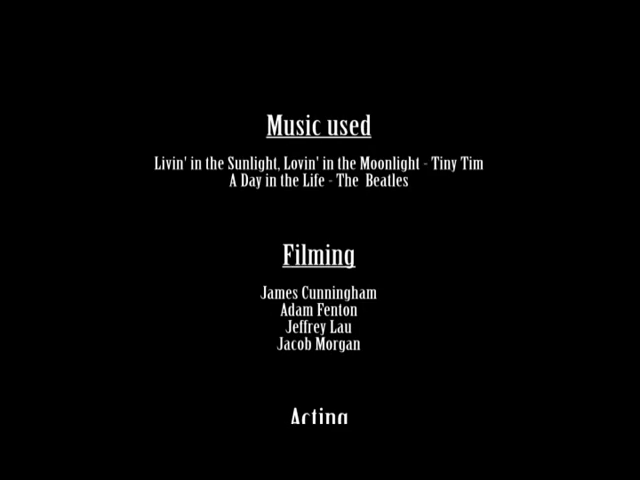 Music used
Livin' in the Sunlight, Lovin' in the Moonlight - Tiny Tim
A Day in the Life - The Beatles
Filming
James Cunningham
Adam Fenton
Jeffrey Lau
Jacob Morgan
Acting